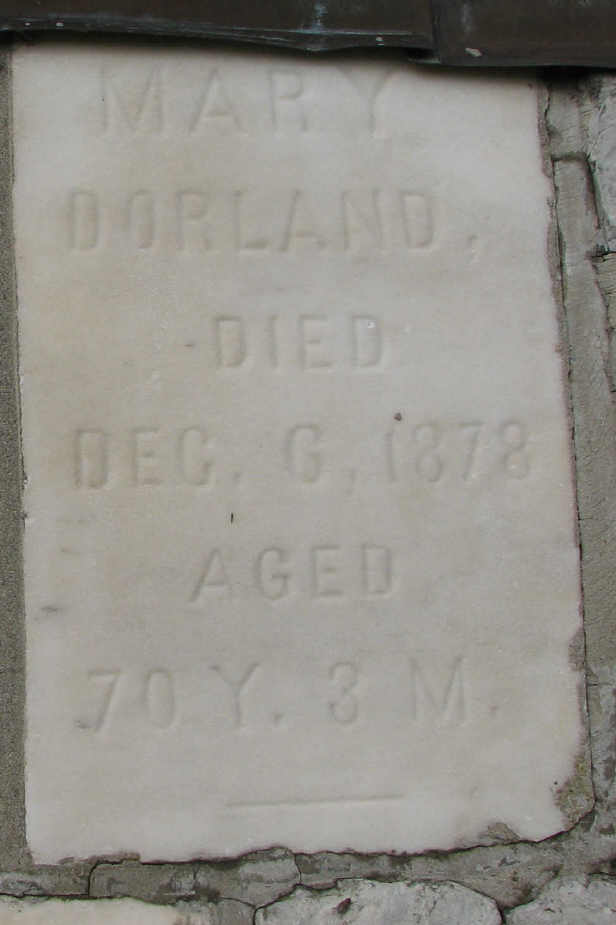 MARY
DORLAND,
DIED
DEC. 6, 1878
AGED
70 Y. 3 M.